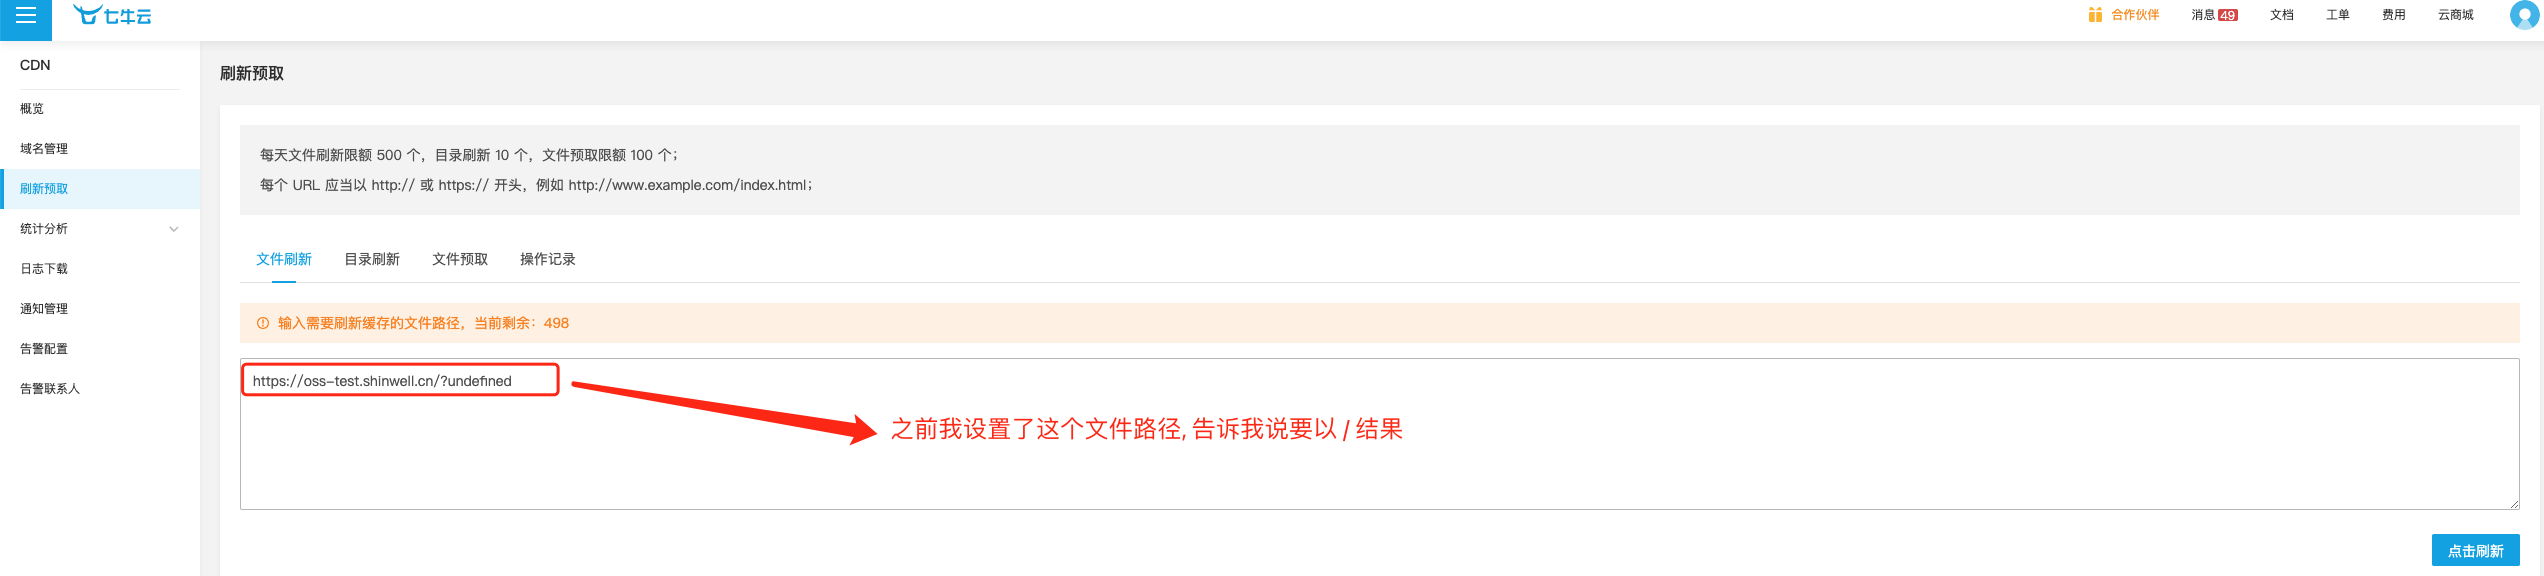 七牛云
合作伙伴
消息 49
文档
工单
费用
云商城
CDN
概览
域名管理
刷新预取
统计分析
日志下载
通知管理
告警配置
告警联系人
刷新预取
每天文件刷新限额 500 个，目录刷新 10 个，文件预取限额 100 个；
每个 URL 应当以 http:// 或 https:// 开头，例如 http://www.example.com/index.html；
文件刷新
目录刷新
文件预取
操作记录
输入需要刷新缓存的文件路径，当前剩余：498
https://oss-test.shinwell.cn/?undefined
之前我设置了这个文件路径, 告诉我说要以 / 结果
点击刷新